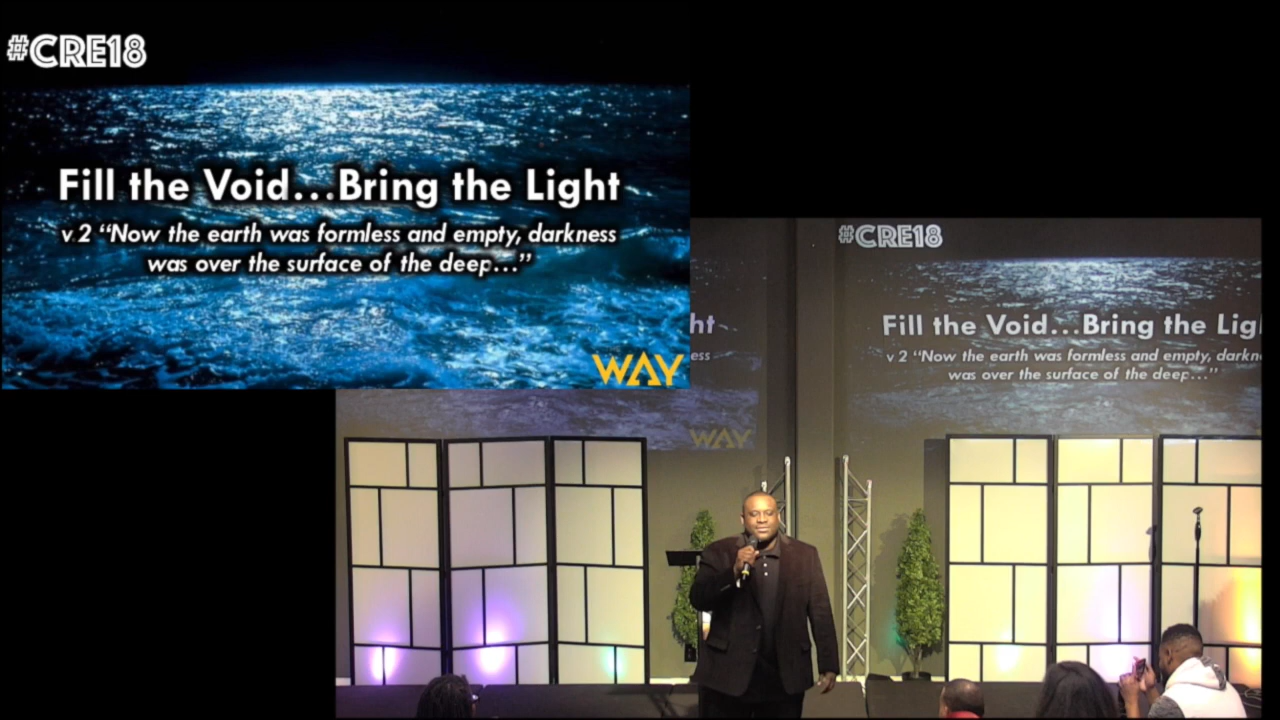 #CRE18
Fill the Void...Bring the Light
v.2 “Now the earth was formless and empty, darkness
was over the surface of the deep...”
WAY
#CRE18
ht
Fill the Void...Bring the Ligh
ess
v 2 “Now the earth was formless and empty, darkn
was over the surface of the deep...”
WAY